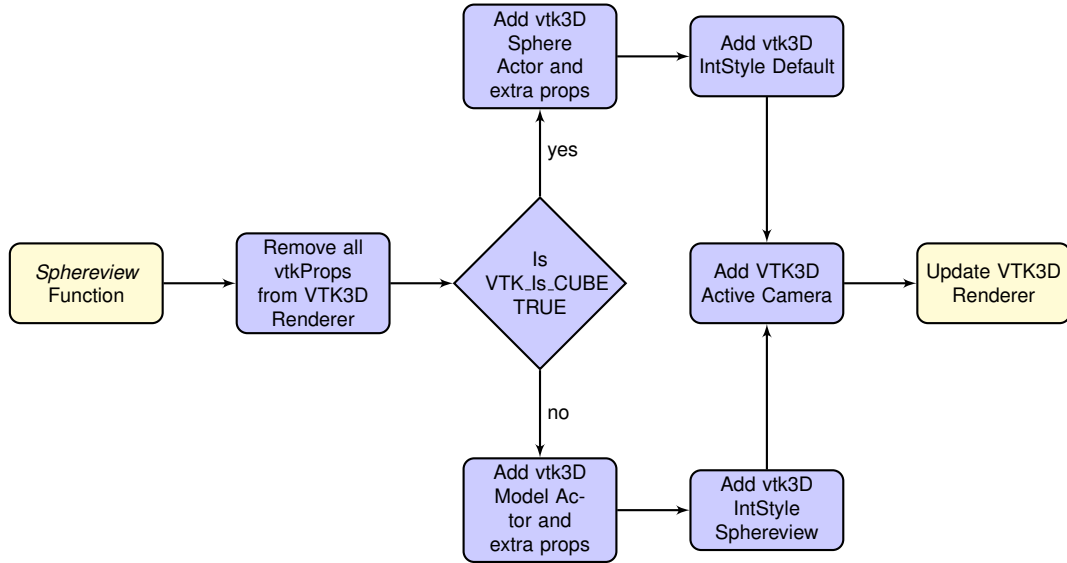 Sphereview
Function
Remove all
vtkProps
from VTK3D
Renderer
Is
VTK_Is_CUBE
TRUE
yes
Add vtk3D
Sphere
Actor and
extra props
Add vtk3D
IntStyle Default
no
Add vtk3D
Model Ac-
tor and
extra props
Add vtk3D
IntStyle
Sphereview
Add VTK3D
Active Camera
Update VTK3D
Renderer